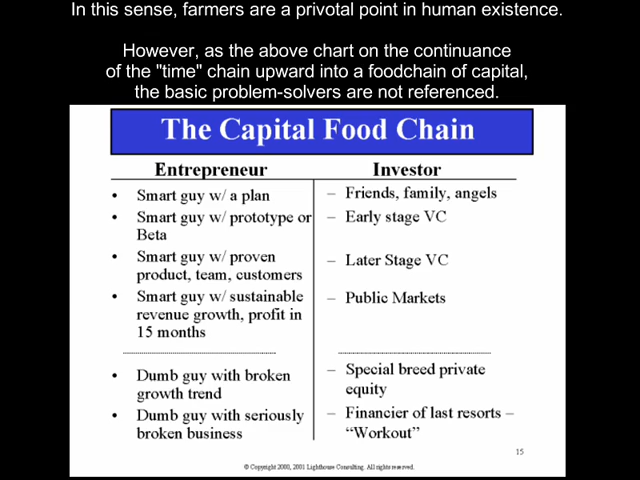 In this sense, farmers are a privotal point in human existence.
However, as the above chart on the continuance
of the "time" chain upward into a foodchain of capital,
the basic problem-solvers are not referenced.
The Capital Food Chain
Entrepreneur
• Smart guy w/ a plan
• Smart guy w/ prototype or
Beta
• Smart guy w/ proven
product, team, customers
• Smart guy w/ sustainable
revenue growth, profit in
15 months
• Dumb guy with broken
growth trend
• Dumb guy with seriously
broken business
Investor
– Friends, family, angels
– Early stage VC
– Later Stage VC
– Public Markets
– Special breed private
equity
– Financier of last resorts –
“Workout”
15
© Copyright 2000, 2001 Lighthouse Consulting. All rights reserved.